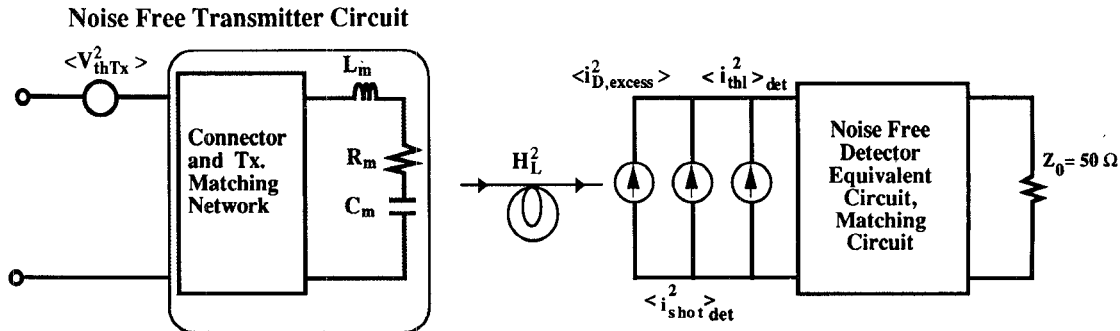 Noise Free Transmitter Circuit
<V²thTx>
Connector
and Tx.
Matching
Network
Lm
Rm
Cm
H²L
<i²D,excess>
<i²thl>det
<i²shot>det
Noise Free
Detector
Equivalent
Circuit,
Matching
Circuit
Z0= 50 Ω